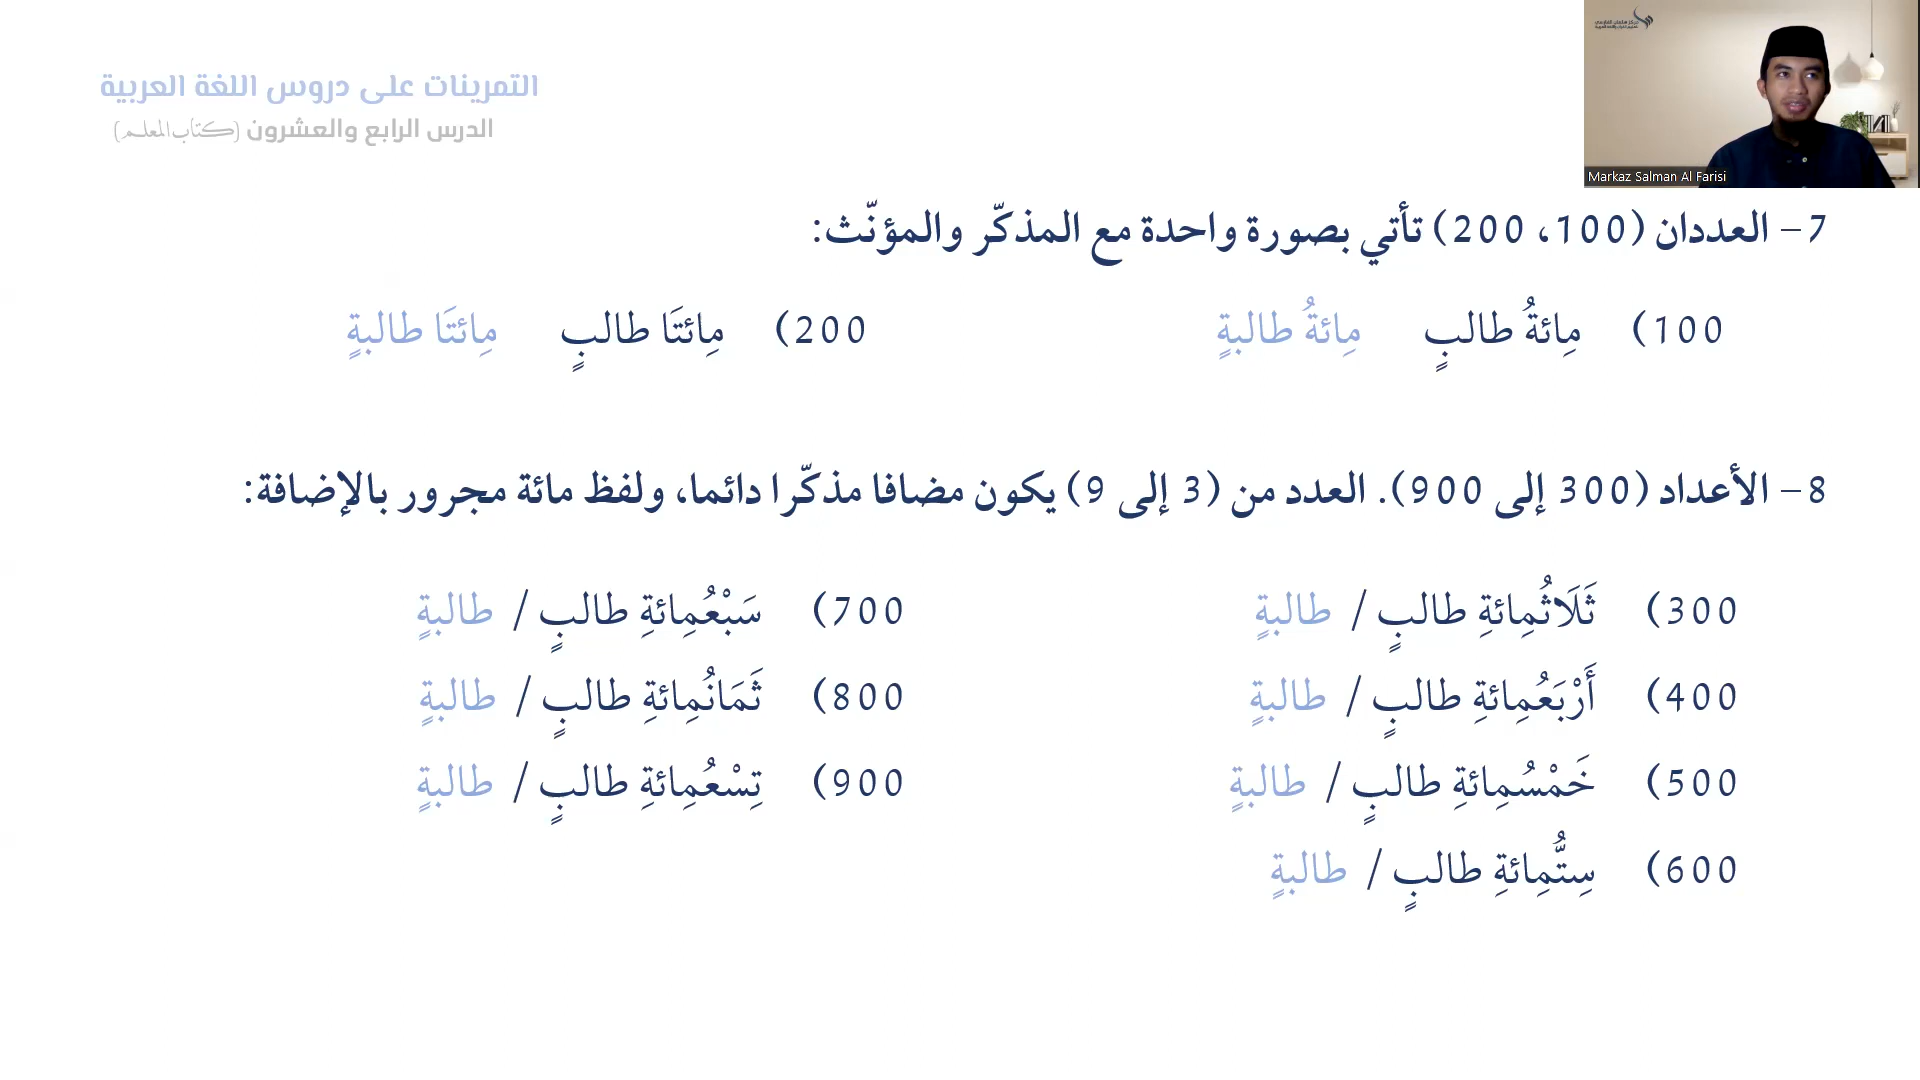 التمرينات على دروس اللغة العربية
الدرس الرابع والعشرون (كتاب المعلم)
Markaz Salman Al Farisi
7– العددان (100، 200) تأتي بصورة واحدة مع المذكّر والمؤنّث:
100) مِائةُ طالبٍ مِائةُ طالبةٍ 200) مِائتَا طالبٍ مِائتَا طالبةٍ
8– الأعداد (300 إلى 900). العدد من (3 إلى 9) يكون مضافا مذكّرا دائما، ولفظ مائة مجرور بالإضافة:
300) ثَلَاثُمِائةِ طالبٍ / طالبةٍ 700) سَبْعُمِائةِ طالبٍ / طالبةٍ
400) أَرْبَعُمِائةِ طالبٍ / طالبةٍ 800) ثَمَانُمِائةِ طالبٍ / طالبةٍ
500) خَمْسُمِائةِ طالبٍ / طالبةٍ 900) تِسْعُمِائةِ طالبٍ / طالبةٍ
600) سِتُّمِائةِ طالبٍ / طالبةٍ